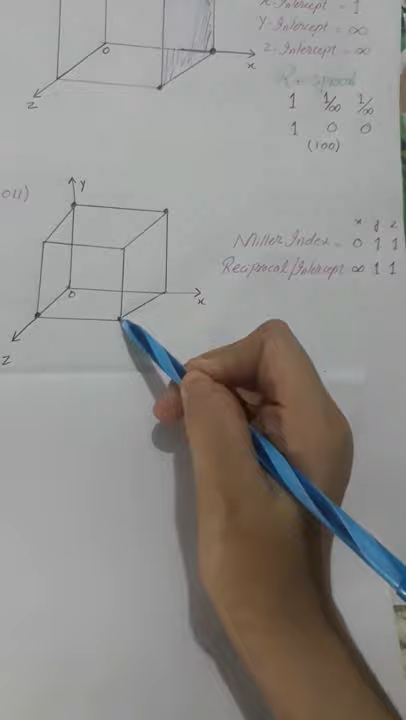 X-Intercept = 1
Y-Intercept = ∞
Z-Intercept = ∞
O
x
z
1 1/∞ 1/∞
1 0 0
(100)
011)
y
x y z
Miller Index = 0 1 1
Reciprocal/Intercept ∞ 1 1
O
x
z